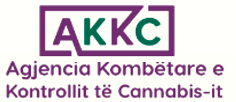 AKKC
Agjencia Kombëtare e
Kontrollit të Cannabis-it